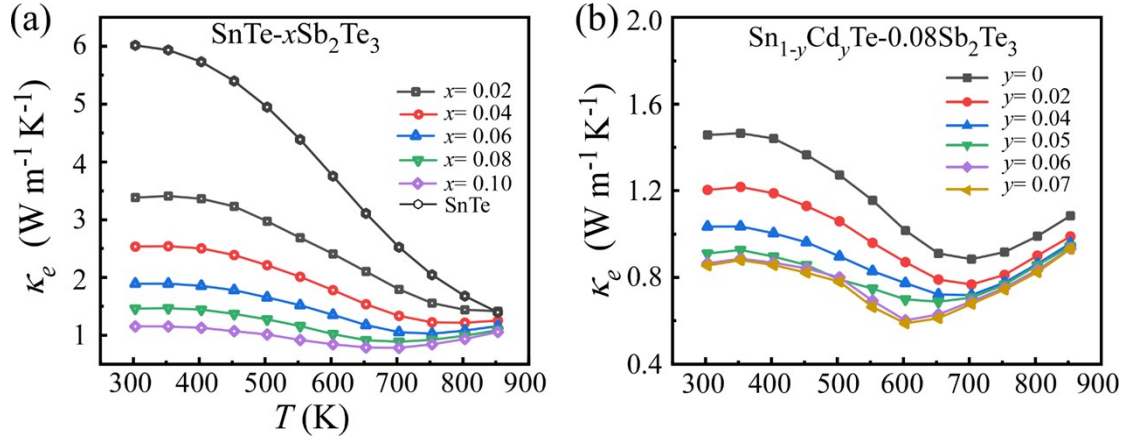 (a)
SnTe-xSb₂Te₃
κₑ (W m⁻¹ K⁻¹)
6
5
4
3
2
1
x= 0.02
x= 0.04
x= 0.06
x= 0.08
x= 0.10
SnTe
300 400 500 600 700 800 900
T (K)
(b)
Sn₁₋yCdyTe-0.08Sb₂Te₃
κₑ (W m⁻¹ K⁻¹)
2.0
1.6
1.2
0.8
0.4
y= 0
y= 0.02
y= 0.04
y= 0.05
y= 0.06
y= 0.07
300 400 500 600 700 800 900